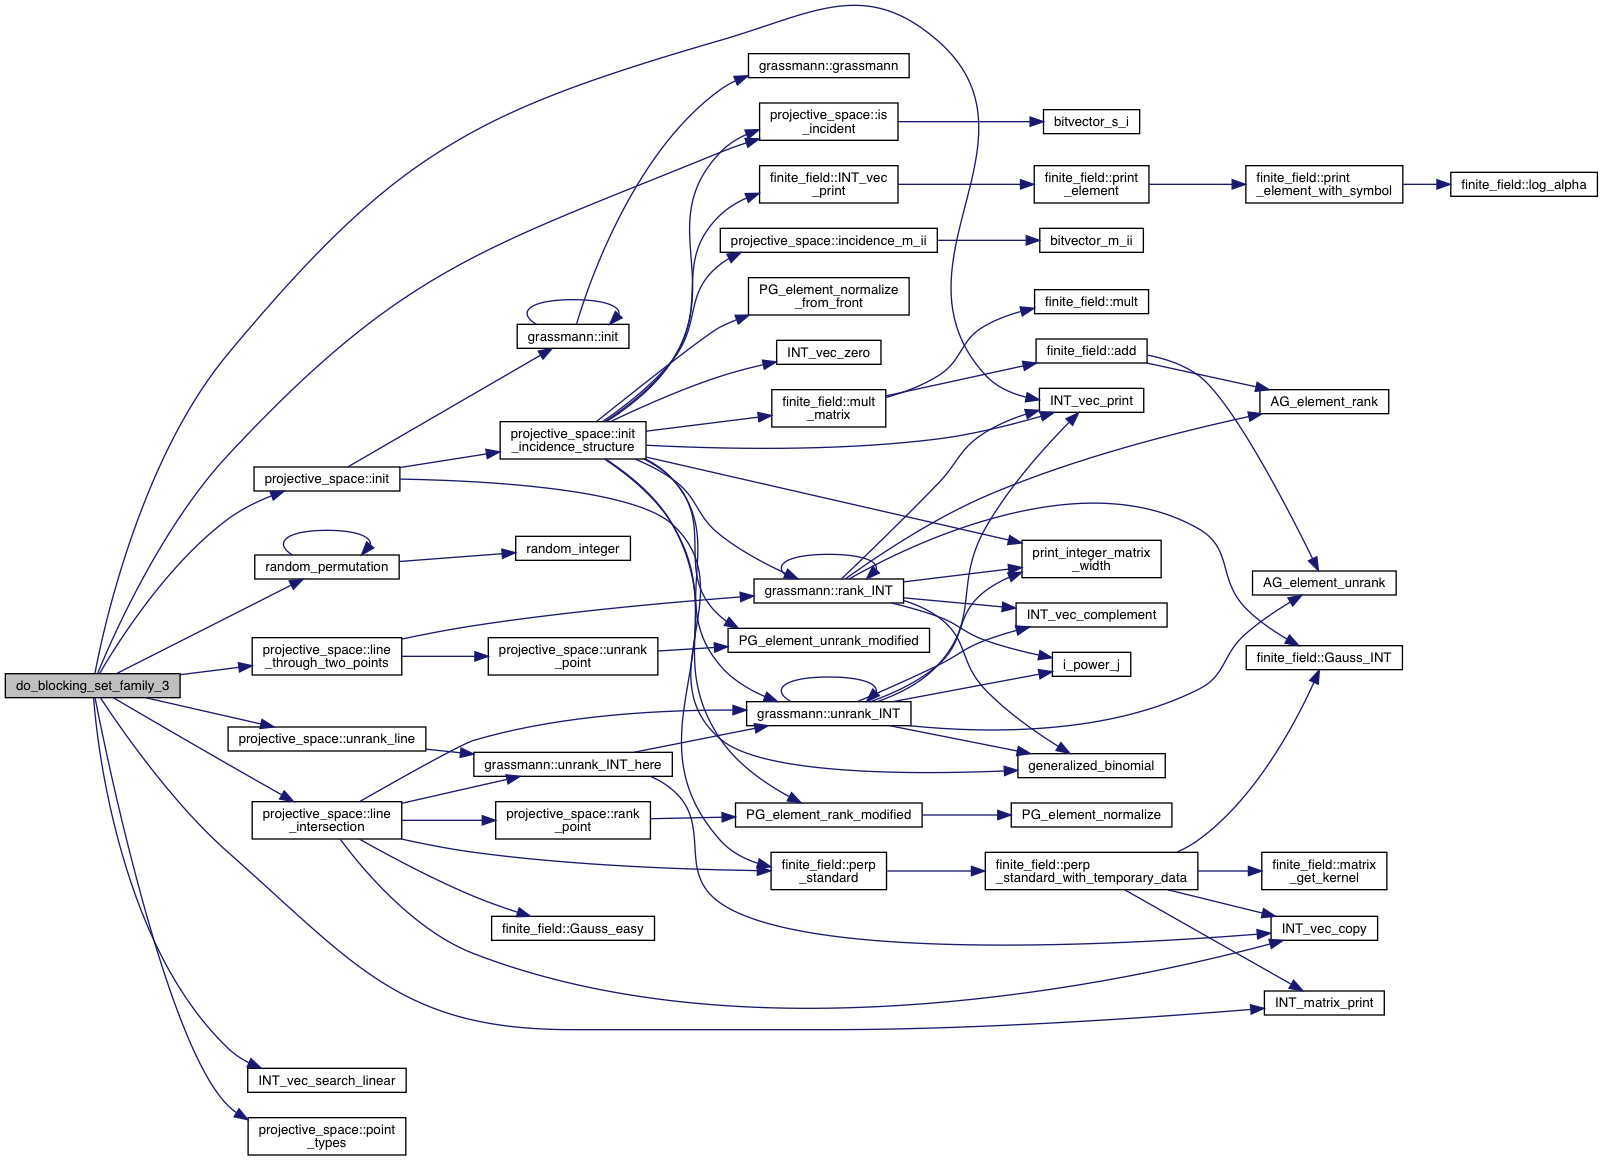 grassmann::grassmann
projective_space::is
_incident
bitvector_s_i
finite_field::INT_vec
_print
finite_field::print
_element
finite_field::print
_element_with_symbol
finite_field::log_alpha
projective_space::incidence_m_ii
bitvector_m_ii
PG_element_normalize
_from_front
finite_field::mult
grassmann::init
INT_vec_zero
finite_field::add
finite_field::mult
_matrix
INT_vec_print
AG_element_rank
projective_space::init
_incidence_structure
projective_space::init
random_permutation
random_integer
print_integer_matrix
_width
grassmann::rank_INT
AG_element_unrank
INT_vec_complement
projective_space::line
_through_two_points
projective_space::unrank
_point
PG_element_unrank_modified
i_power_j
finite_field::Gauss_INT
do_blocking_set_family_3
grassmann::unrank_INT
projective_space::unrank_line
grassmann::unrank_INT_here
generalized_binomial
projective_space::line
_intersection
projective_space::rank
_point
PG_element_rank_modified
PG_element_normalize
finite_field::perp
_standard
finite_field::perp
_standard_with_temporary_data
finite_field::matrix
_get_kernel
finite_field::Gauss_easy
INT_vec_copy
INT_matrix_print
INT_vec_search_linear
projective_space::point
_types